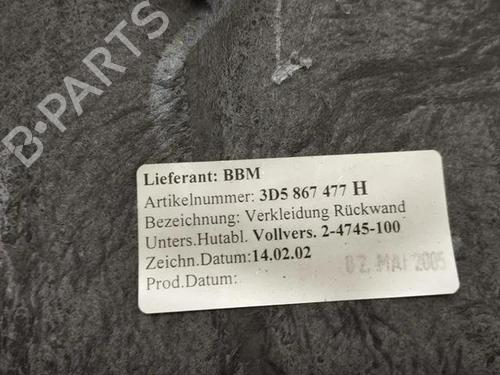 B-PARTS
Lieferant: BBM
Artikelnummer: 3D5 867 477 H
Bezeichnung: Verkleidung Rückwand
Unters.Hutabl. Vollvers. 2-4745-100
Zeichn.Datum:14.02.02
Prod.Datum:
02. MAI 2005